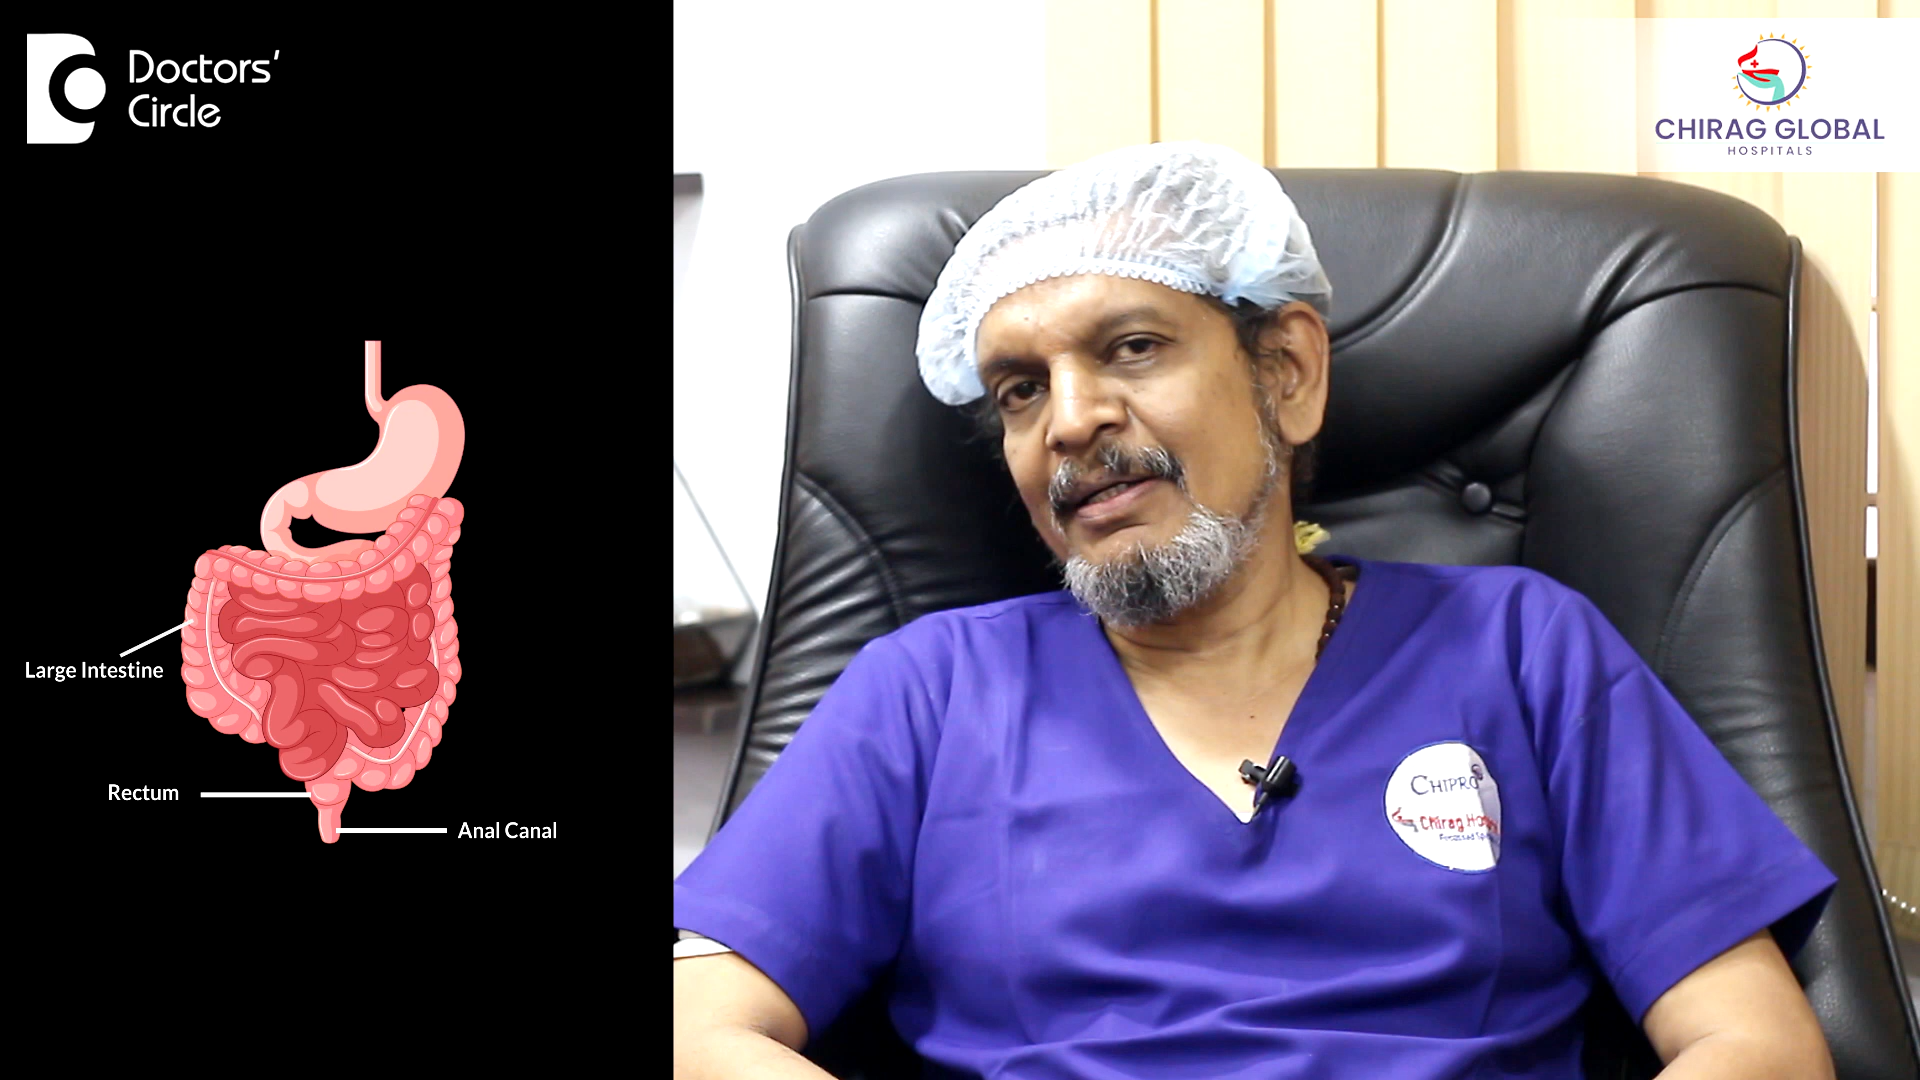 Doctors'
Circle
CHIRAG GLOBAL
HOSPITALS
Large Intestine
Rectum
Anal Canal
CHIPRO
Chirag